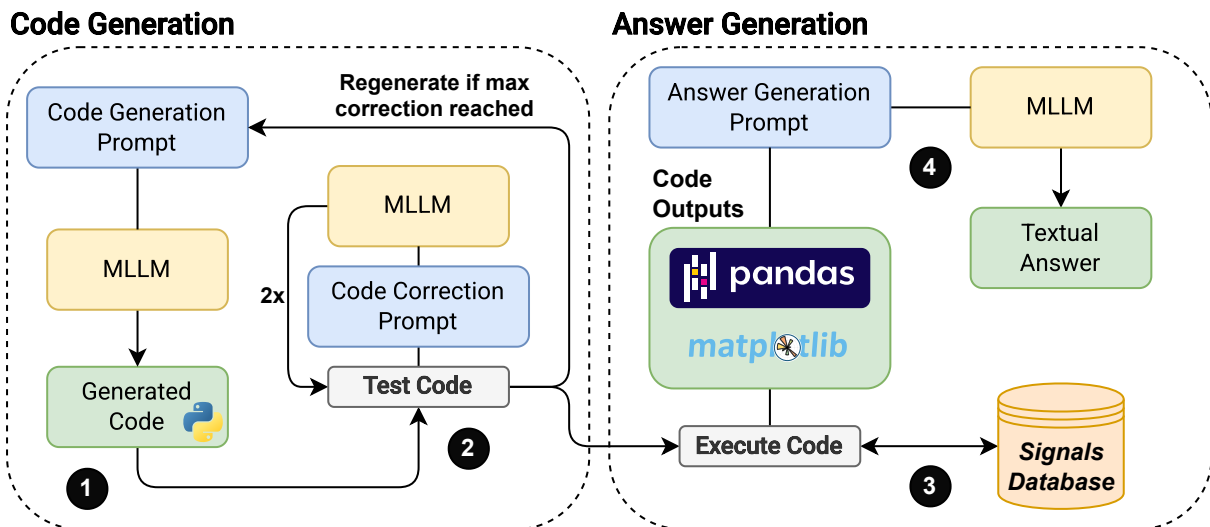 Code Generation
Code Generation
Prompt
Regenerate if max
correction reached
MLLM
MLLM
2x
Code Correction
Prompt
Generated
Code
Test Code
1
2
Answer Generation
Answer Generation
Prompt
MLLM
4
Code
Outputs
pandas
matplotlib
Textual
Answer
Execute Code
3
Signals
Database